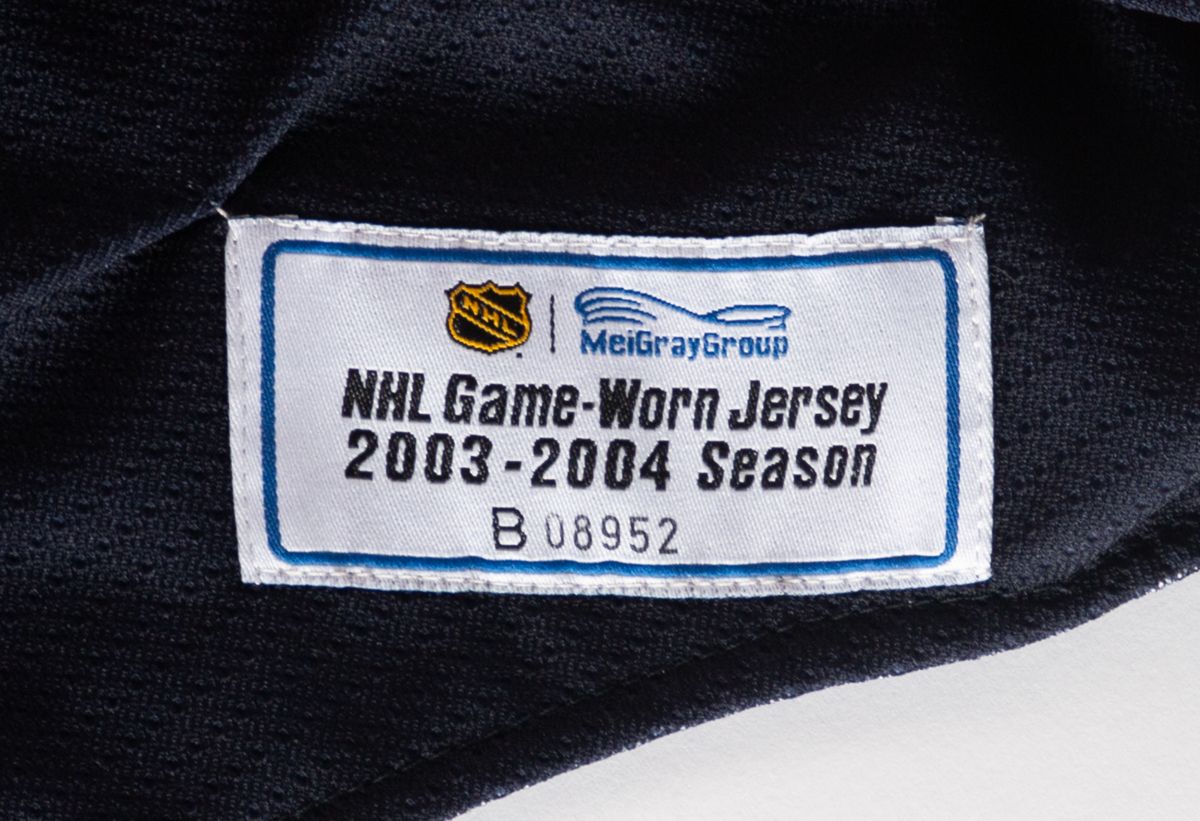 NHL
MeiGrayGroup
NHL Game-Worn Jersey
2003-2004 Season
B 08952